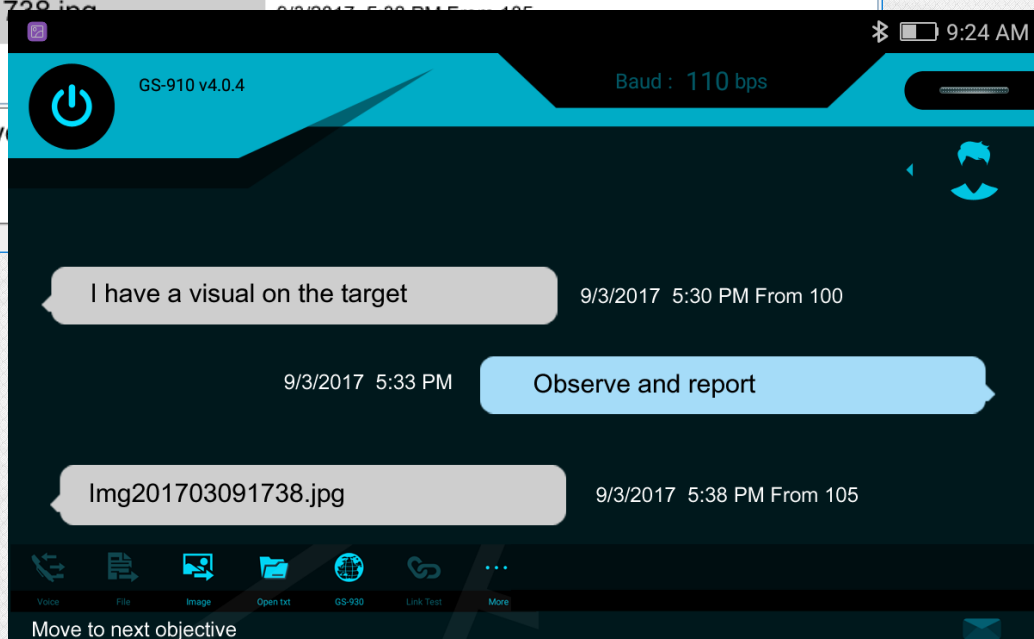 738.jpg
9:24 AM
GS-910 v4.0.4
Baud : 110 bps
I have a visual on the target
9/3/2017 5:30 PM From 100
9/3/2017 5:33 PM
Observe and report
Img201703091738.jpg
9/3/2017 5:38 PM From 105
Voice
File
Image
Open txt
GS-930
Link Test
More
Move to next objective